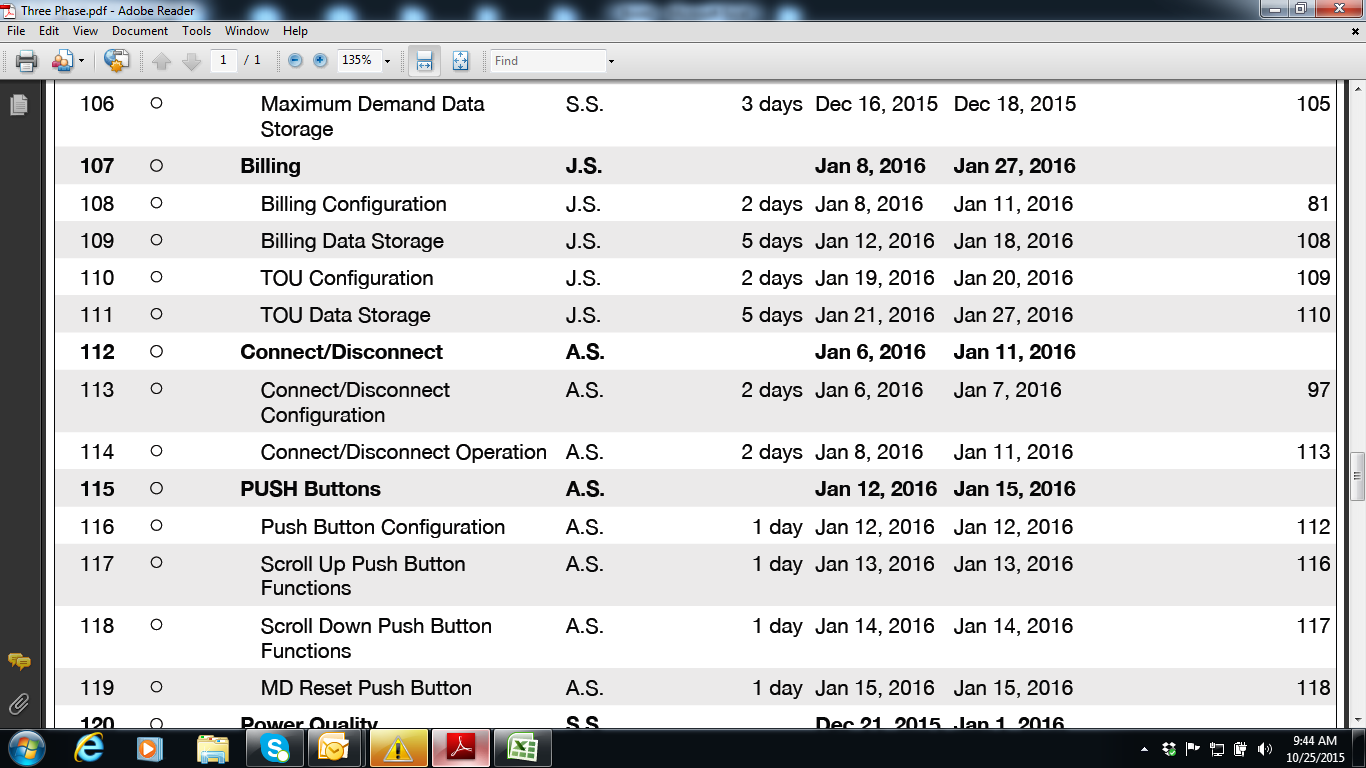 Three Phase.pdf - Adobe Reader
File Edit View Document Tools Window Help
1 / 1 135% Find
106 Maximum Demand Data Storage S.S. 3 days Dec 16, 2015 Dec 18, 2015 105
107 Billing J.S. Jan 8, 2016 Jan 27, 2016
108 Billing Configuration J.S. 2 days Jan 8, 2016 Jan 11, 2016 81
109 Billing Data Storage J.S. 5 days Jan 12, 2016 Jan 18, 2016 108
110 TOU Configuration J.S. 2 days Jan 19, 2016 Jan 20, 2016 109
111 TOU Data Storage J.S. 5 days Jan 21, 2016 Jan 27, 2016 110
112 Connect/Disconnect A.S. Jan 6, 2016 Jan 11, 2016
113 Connect/Disconnect Configuration A.S. 2 days Jan 6, 2016 Jan 7, 2016 97
114 Connect/Disconnect Operation A.S. 2 days Jan 8, 2016 Jan 11, 2016 113
115 PUSH Buttons A.S. Jan 12, 2016 Jan 15, 2016
116 Push Button Configuration A.S. 1 day Jan 12, 2016 Jan 12, 2016 112
117 Scroll Up Push Button Functions A.S. 1 day Jan 13, 2016 Jan 13, 2016 116
118 Scroll Down Push Button Functions A.S. 1 day Jan 14, 2016 Jan 14, 2016 117
119 MD Reset Push Button A.S. 1 day Jan 15, 2016 Jan 15, 2016 118
120 Power Quality S.S. Dec 21, 2015 Jan 1, 2016
9:44 AM
10/25/2015